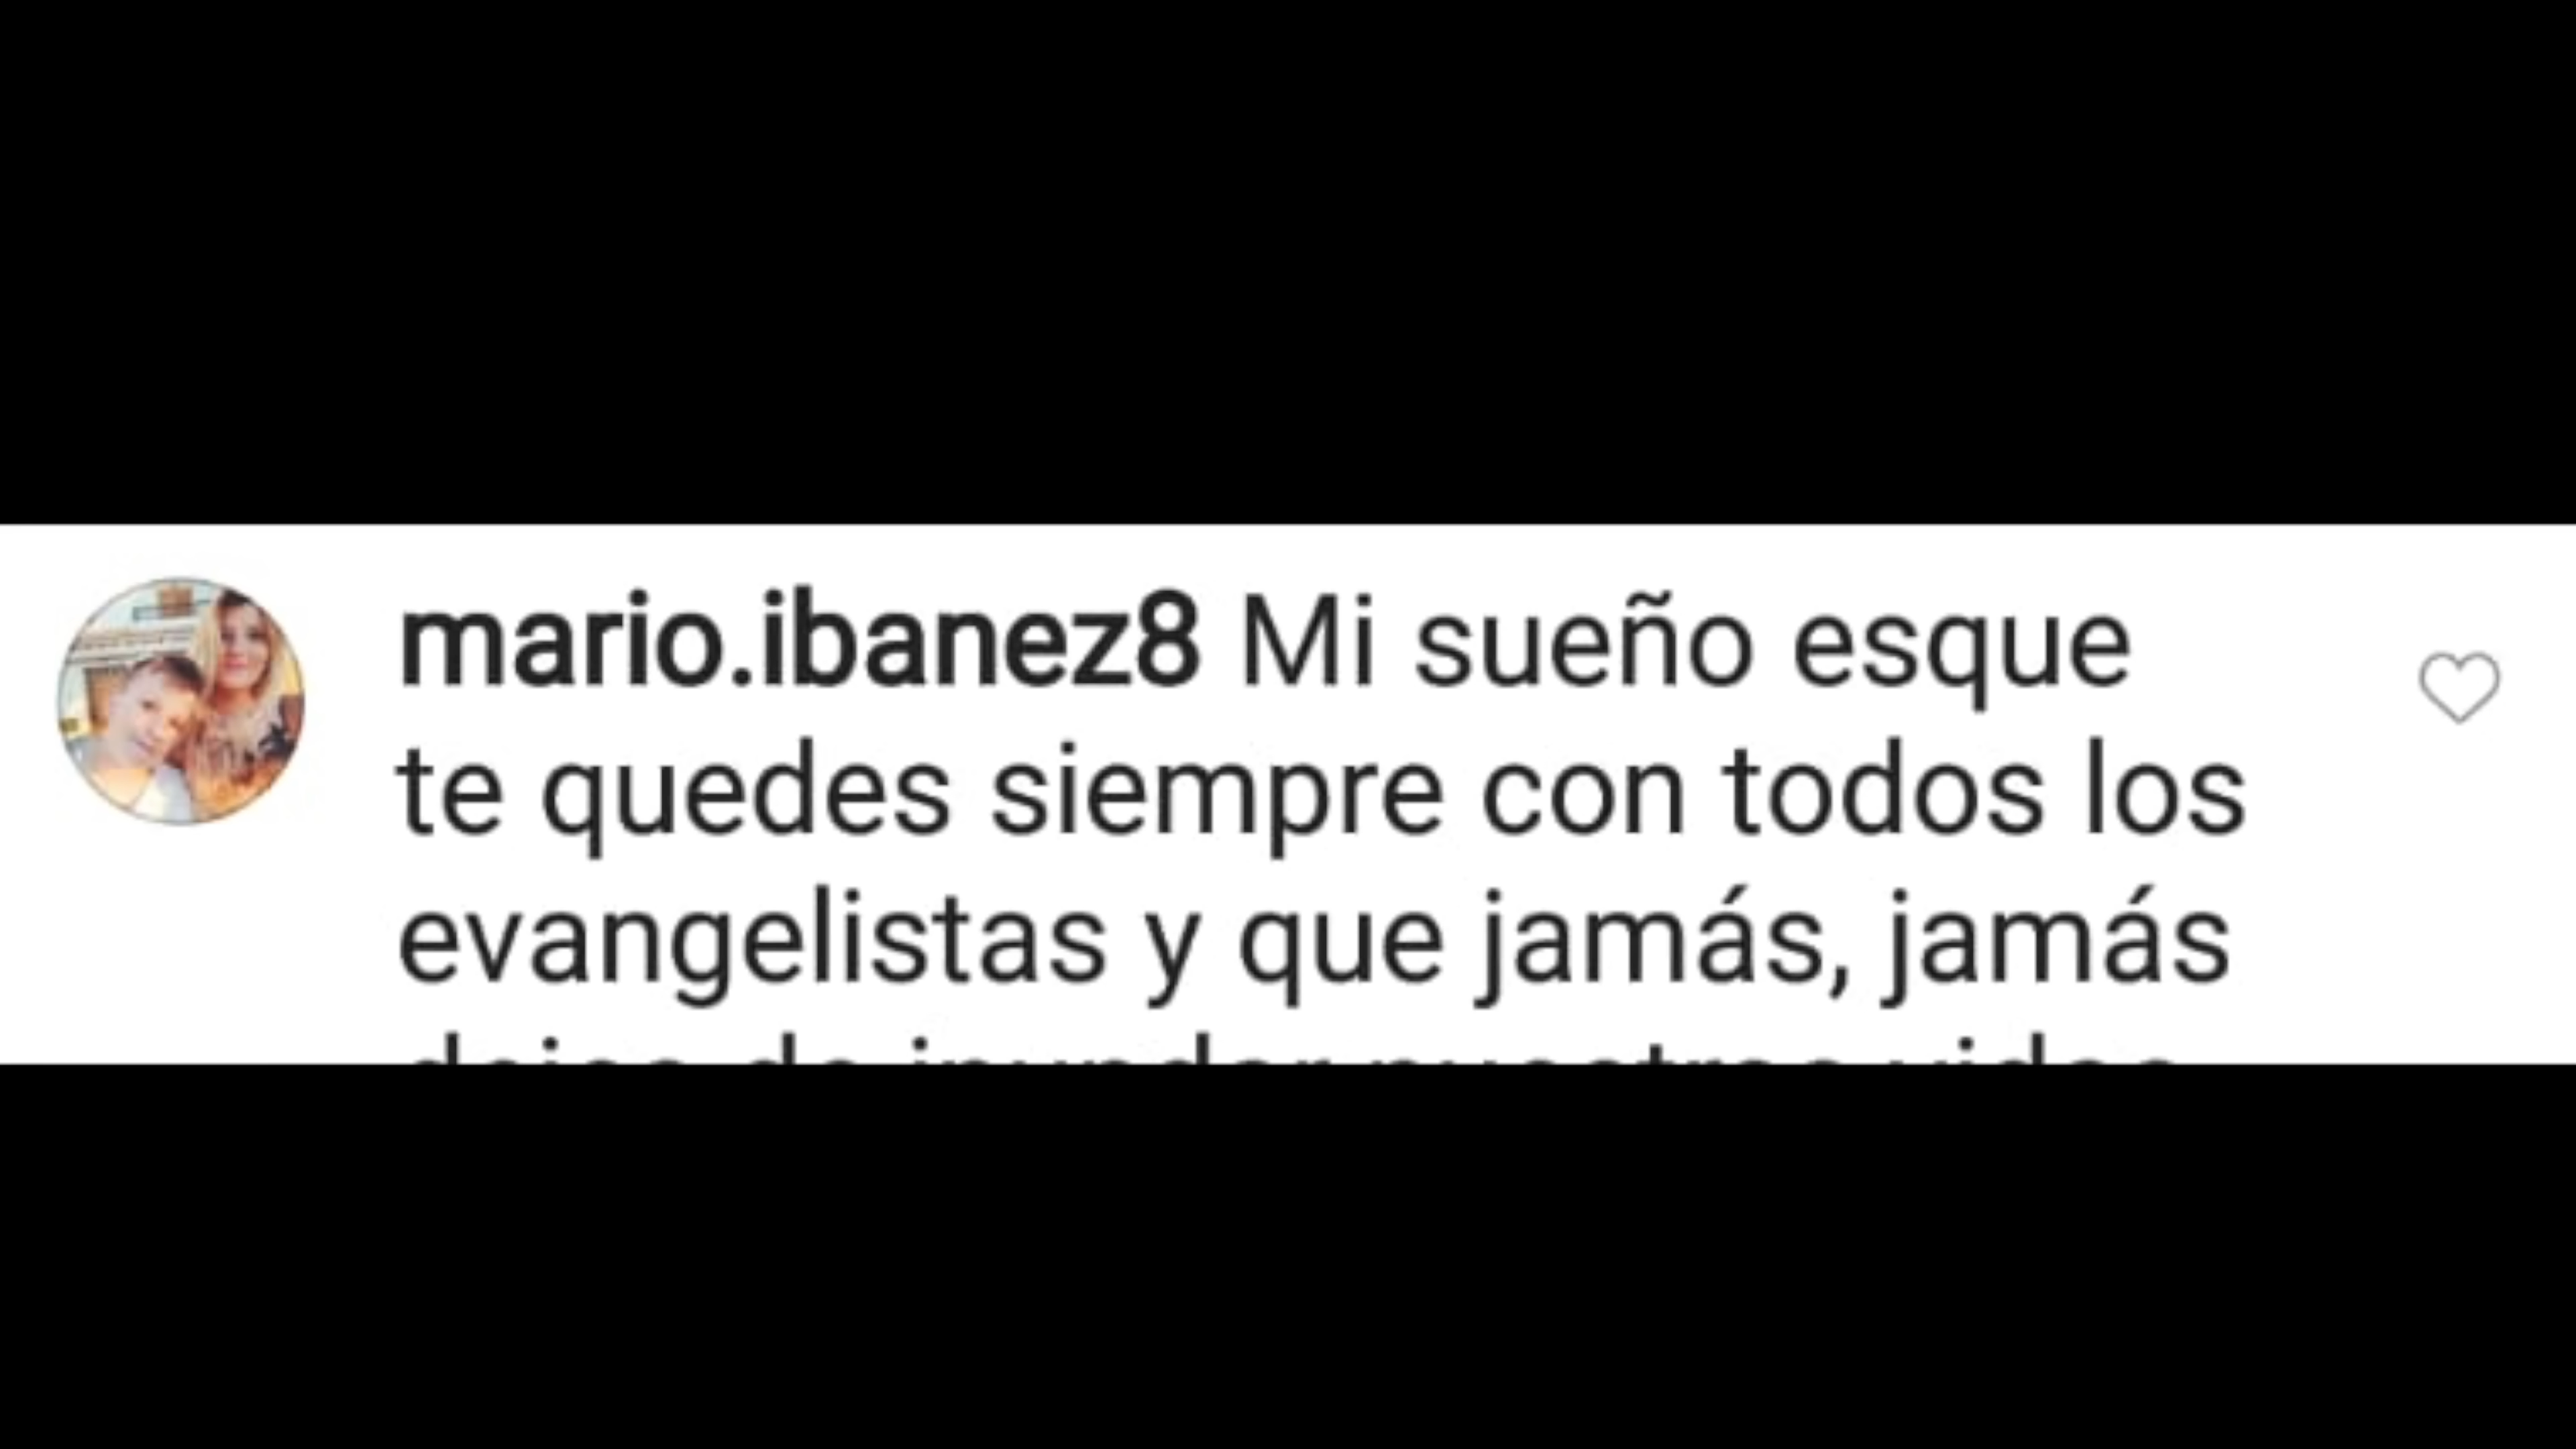 mario.ibanez8 Mi sueño esque
te quedes siempre con todos los
evangelistas y que jamás, jamás